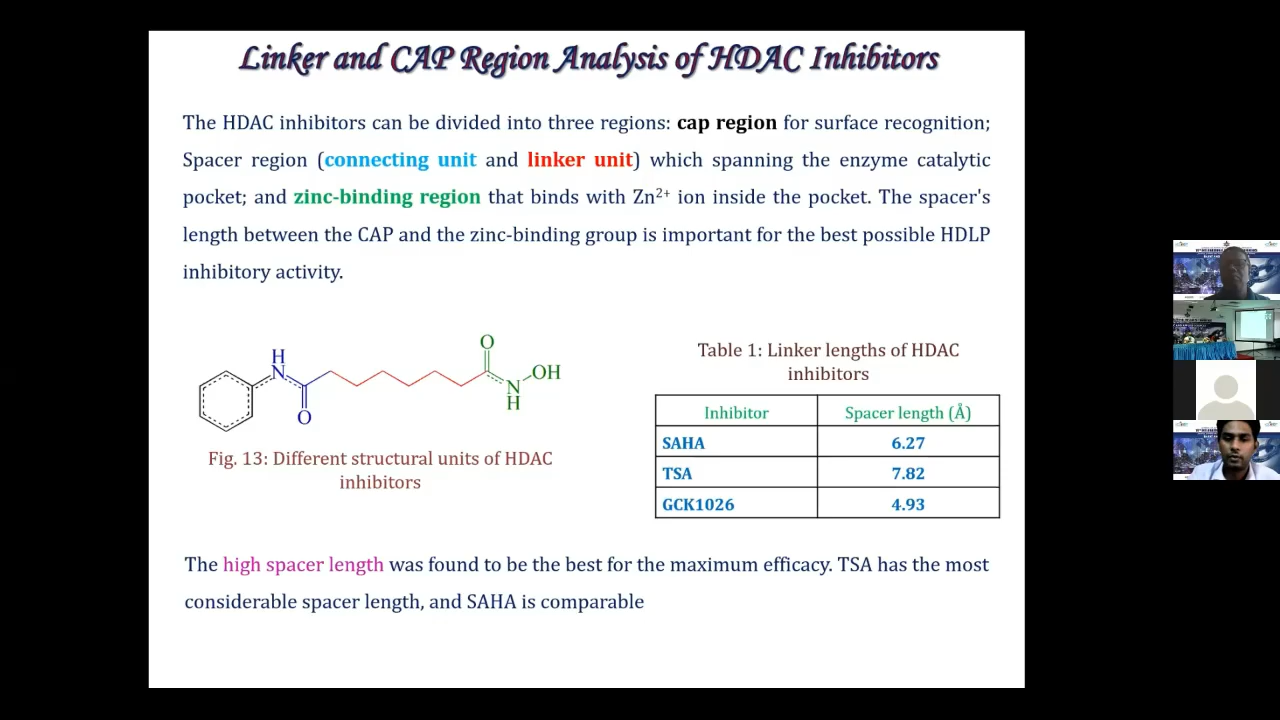 Linker and CAP Region Analysis of HDAC Inhibitors
The HDAC inhibitors can be divided into three regions: cap region for surface recognition;
Spacer region (connecting unit and linker unit) which spanning the enzyme catalytic
pocket; and zinc-binding region that binds with Zn²⁺ ion inside the pocket. The spacer's
length between the CAP and the zinc-binding group is important for the best possible HDLP
inhibitory activity.
H
N
O
O
N
H
OH
Fig. 13: Different structural units of HDAC
inhibitors
Table 1: Linker lengths of HDAC
inhibitors
Inhibitor Spacer length (Å)
SAHA 6.27
TSA 7.82
GCK1026 4.93
The high spacer length was found to be the best for the maximum efficacy. TSA has the most
considerable spacer length, and SAHA is comparable